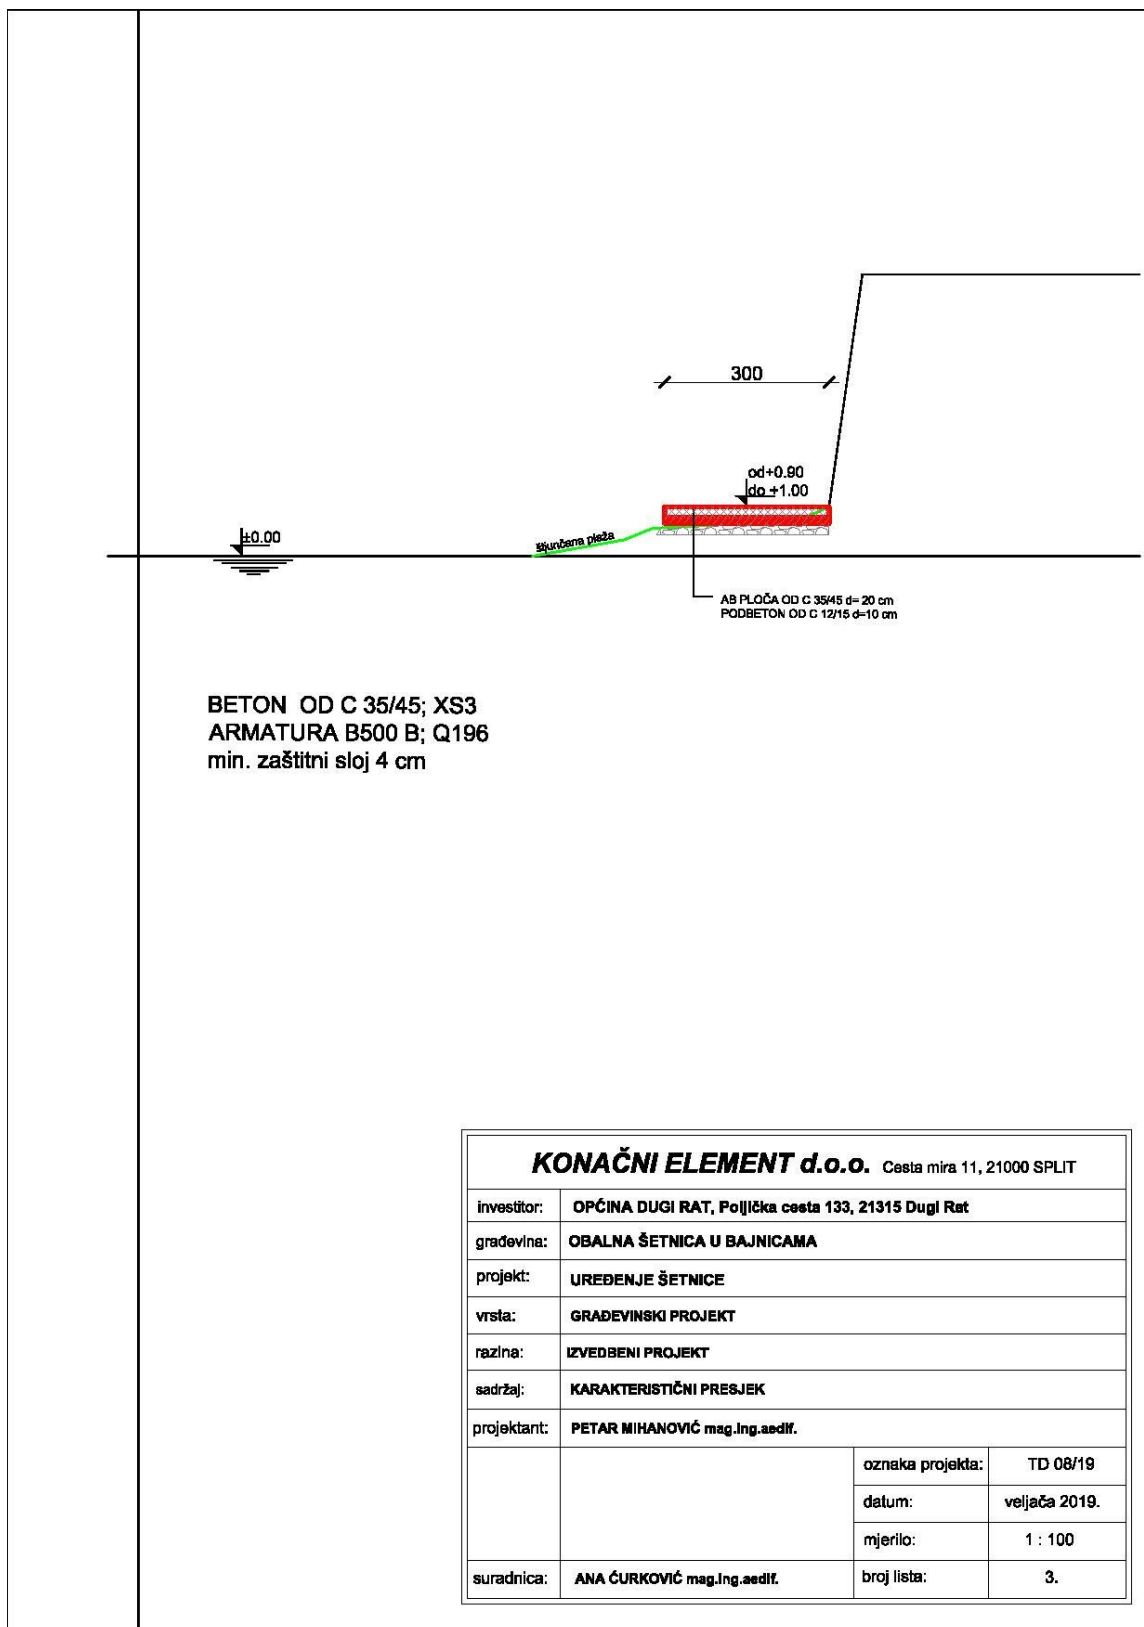 300
od+0.90
do +1.00
±0.00
šljunčana plaža
AB PLOČA OD C 35/45 d= 20 cm
PODBETON OD C 12/15 d=10 cm
BETON OD C 35/45; XS3
ARMATURA B500 B; Q196
min. zaštitni sloj 4 cm
KONAČNI ELEMENT d.o.o. Cesta mira 11, 21000 SPLIT
investitor: OPĆINA DUGI RAT, Poljička cesta 133, 21315 Dugi Rat
građevina: OBALNA ŠETNICA U BAJNICAMA
projekt: UREĐENJE ŠETNICE
vrsta: GRAĐEVINSKI PROJEKT
razina: IZVEDBENI PROJEKT
sadržaj: KARAKTERISTIČNI PRESJEK
projektant: PETAR MIHANOVIĆ mag.ing.aedif.
oznaka projekta: TD 08/19
datum: veljača 2019.
mjerilo: 1 : 100
suradnica: ANA ĆURKOVIĆ mag.ing.aedif. broj lista: 3.